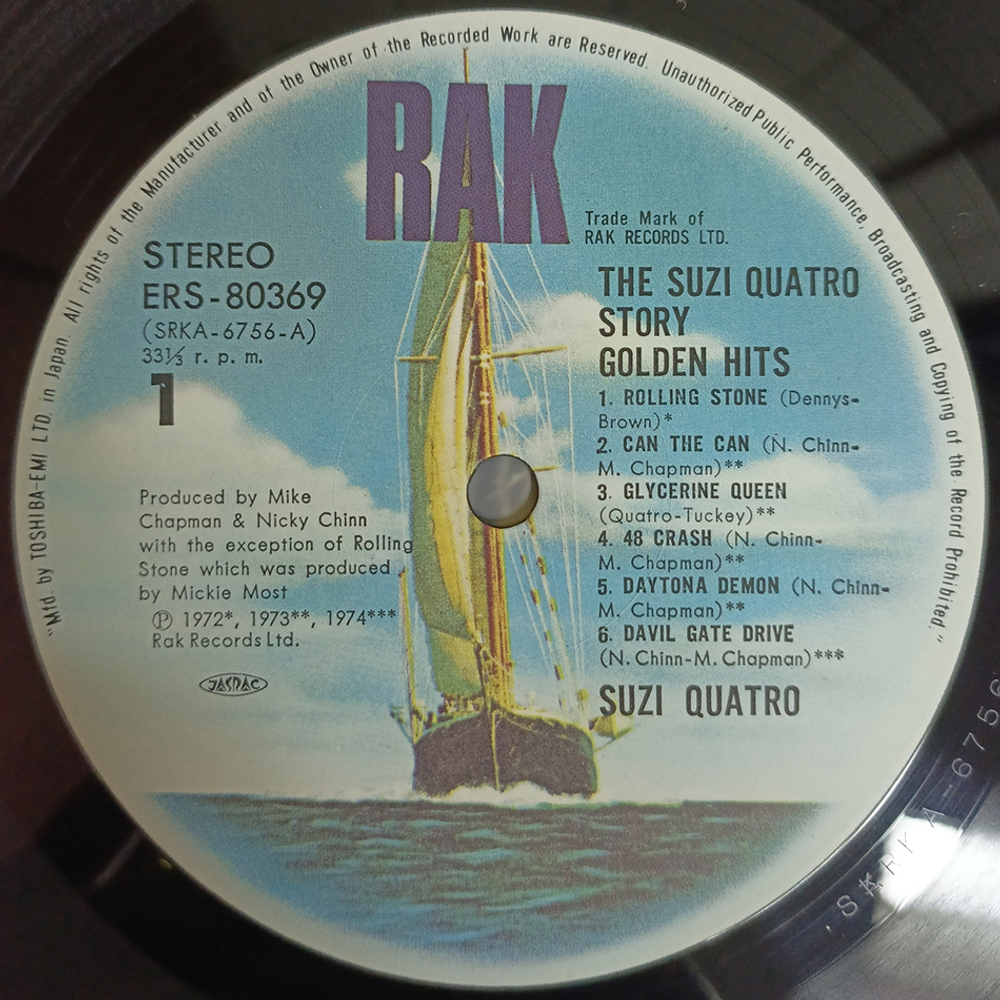 "Mfd. by TOSHIBA-EMI LTD. in Japan. All rights of the Manufacturer and of the Owner of the Recorded Work are Reserved. Unauthorized Public Performance, Broadcasting and Copying of the Record Prohibited."
RAK
Trade Mark of
RAK RECORDS LTD.
STEREO
ERS-80369
(SRKA-6756-A)
33⅓ r. p. m.
1
THE SUZI QUATRO
STORY
GOLDEN HITS
1. ROLLING STONE (Dennys-
Brown)*
2. CAN THE CAN (N. Chinn-
M. Chapman)**
3. GLYCERINE QUEEN
(Quatro-Tuckey)**
4. 48 CRASH (N. Chinn-
M. Chapman)**
5. DAYTONA DEMON (N. Chinn-
M. Chapman)**
6. DAVIL GATE DRIVE
(N. Chinn-M. Chapman)***
SUZI QUATRO
Produced by Mike
Chapman & Nicky Chinn
with the exception of Rolling
Stone which was produced
by Mickie Most
℗ 1972*, 1973**, 1974***
Rak Records Ltd.
JASRAC